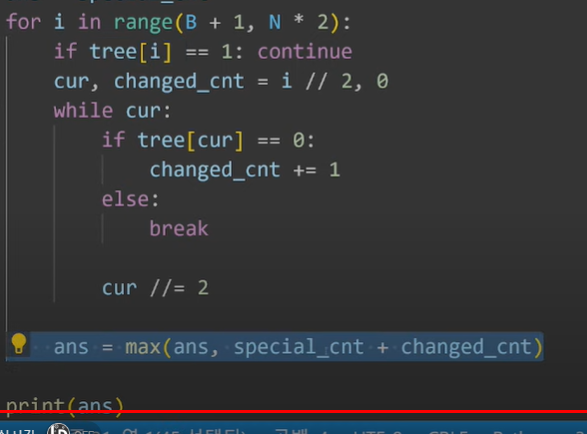 for i in range(B + 1, N * 2):
    if tree[i] == 1: continue
    cur, changed_cnt = i // 2, 0
    while cur:
        if tree[cur] == 0:
            changed_cnt += 1
        else:
            break

        cur //= 2

    ans = max(ans, special_cnt + changed_cnt)

print(ans)